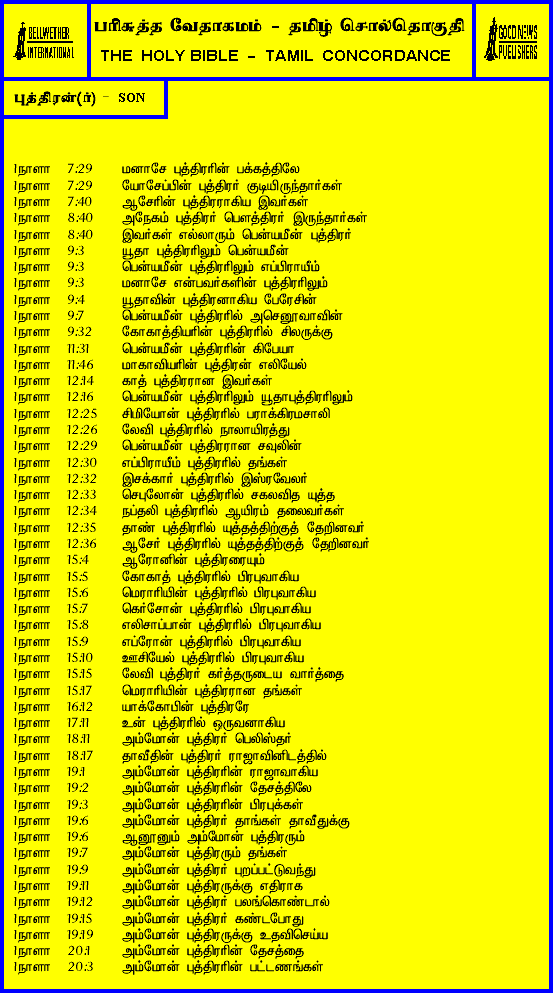 BELLWETHER
INTERNATIONAL
பரிசுத்த வேதாகமம் - தமிழ் சொல்தொகுதி
THE HOLY BIBLE - TAMIL CONCORDANCE
GOOD NEWS
PUBLISHERS
புத்திரன்(ர்) - SON
1நாளா 7:29 மனாசே புத்திரரின் பக்கத்திலே
1நாளா 7:29 யோசேப்பின் புத்திரர் குடியிருந்தார்கள்
1நாளா 7:40 ஆசேரின் புத்திரராகிய இவர்கள்
1நாளா 8:40 அநேகம் புத்திரர் பௌத்திரர் இருந்தார்கள்
1நாளா 8:40 இவர்கள் எல்லாரும் பென்யமீன் புத்திரர்
1நாளா 9:3 யூதா புத்திரரிலும் பென்யமீன்
1நாளா 9:3 பென்யமீன் புத்திரரிலும் எப்பிராயீம்
1நாளா 9:3 மனாசே என்பவர்களின் புத்திரரிலும்
1நாளா 9:4 யூதாவின் புத்திரனாகிய பேரேசின்
1நாளா 9:7 பென்யமீன் புத்திரரில் அசெனூவாவின்
1நாளா 9:32 கோகாத்தியரின் புத்திரரில் சிலருக்கு
1நாளா 11:31 பென்யமீன் புத்திரரின் கிபேயா
1நாளா 11:46 மாகாவியரின் புத்திரன் எலியேல்
1நாளா 12:14 காத் புத்திரரான இவர்கள்
1நாளா 12:16 பென்யமீன் புத்திரரிலும் யூதாபுத்திரரிலும்
1நாளா 12:25 சிமியோன் புத்திரரில் பராக்கிரமசாலி
1நாளா 12:26 லேவி புத்திரரில் நாலாயிரத்து
1நாளா 12:29 பென்யமீன் புத்திரரான சவுலின்
1நாளா 12:30 எப்பிராயீம் புத்திரரில் தங்கள்
1நாளா 12:32 இசக்கார் புத்திரரில் இஸ்ரவேலர்
1நாளா 12:33 செபுலோன் புத்திரரில் சகலவித யுத்த
1நாளா 12:34 நப்தலி புத்திரரில் ஆயிரம் தலைவர்கள்
1நாளா 12:35 தாண் புத்திரரில் யுத்தத்திற்குத் தேறினவர்
1நாளா 12:36 ஆசேர் புத்திரரில் யுத்தத்திற்குத் தேறினவர்
1நாளா 15:4 ஆரோனின் புத்திரரையும்
1நாளா 15:5 கோகாத் புத்திரரில் பிரபுவாகிய
1நாளா 15:6 மெராரியின் புத்திரரில் பிரபுவாகிய
1நாளா 15:7 கெர்சோன் புத்திரரில் பிரபுவாகிய
1நாளா 15:8 எலிசாப்பான் புத்திரரில் பிரபுவாகிய
1நாளா 15:9 எப்ரோன் புத்திரரில் பிரபுவாகிய
1நாளா 15:10 ஊசியேல் புத்திரரில் பிரபுவாகிய
1நாளா 15:15 லேவி புத்திரர் கர்த்தருடைய வார்த்தை
1நாளா 15:17 மெராரியின் புத்திரரான தங்கள்
1நாளா 16:12 யாக்கோபின் புத்திரரே
1நாளா 17:11 உன் புத்திரரில் ஒருவனாகிய
1நாளா 18:11 அம்மோன் புத்திரர் பெலிஸ்தர்
1நாளா 18:17 தாவீதின் புத்திரர் ராஜாவினிடத்தில்
1நாளா 19:1 அம்மோன் புத்திரரின் ராஜாவாகிய
1நாளா 19:2 அம்மோன் புத்திரரின் தேசத்திலே
1நாளா 19:3 அம்மோன் புத்திரரின் பிரபுக்கள்
1நாளா 19:6 அம்மோன் புத்திரர் தாங்கள் தாவீதுக்கு
1நாளா 19:6 ஆனூனும் அம்மோன் புத்திரரும்
1நாளா 19:7 அம்மோன் புத்திரரும் தங்கள்
1நாளா 19:9 அம்மோன் புத்திரர் புறப்பட்டுவந்து
1நாளா 19:11 அம்மோன் புத்திரருக்கு எதிராக
1நாளா 19:12 அம்மோன் புத்திரர் பலங்கொண்டால்
1நாளா 19:15 அம்மோன் புத்திரர் கண்டபோது
1நாளா 19:19 அம்மோன் புத்திரருக்கு உதவிசெய்ய
1நாளா 20:1 அம்மோன் புத்திரரின் தேசத்தை
1நாளா 20:3 அம்மோன் புத்திரரின் பட்டணங்கள்